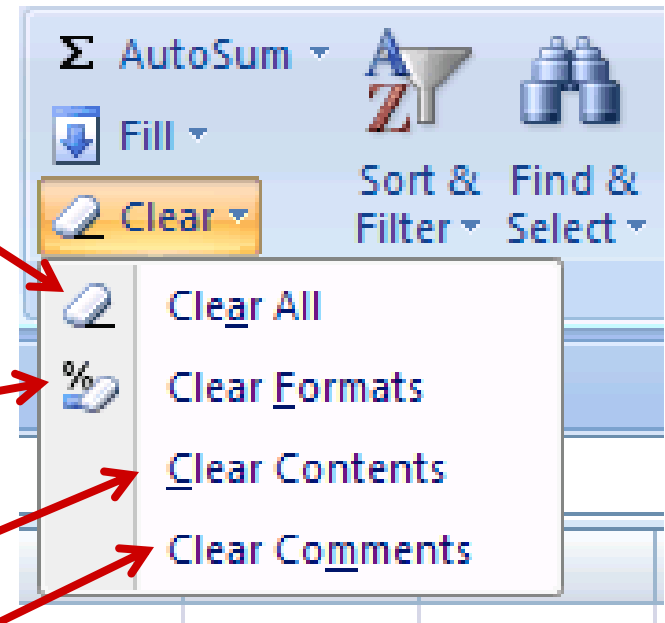 Σ AutoSum
Fill
Clear
Sort &
Filter
Find &
Select
Clear All
% Clear Formats
Clear Contents
Clear Comments